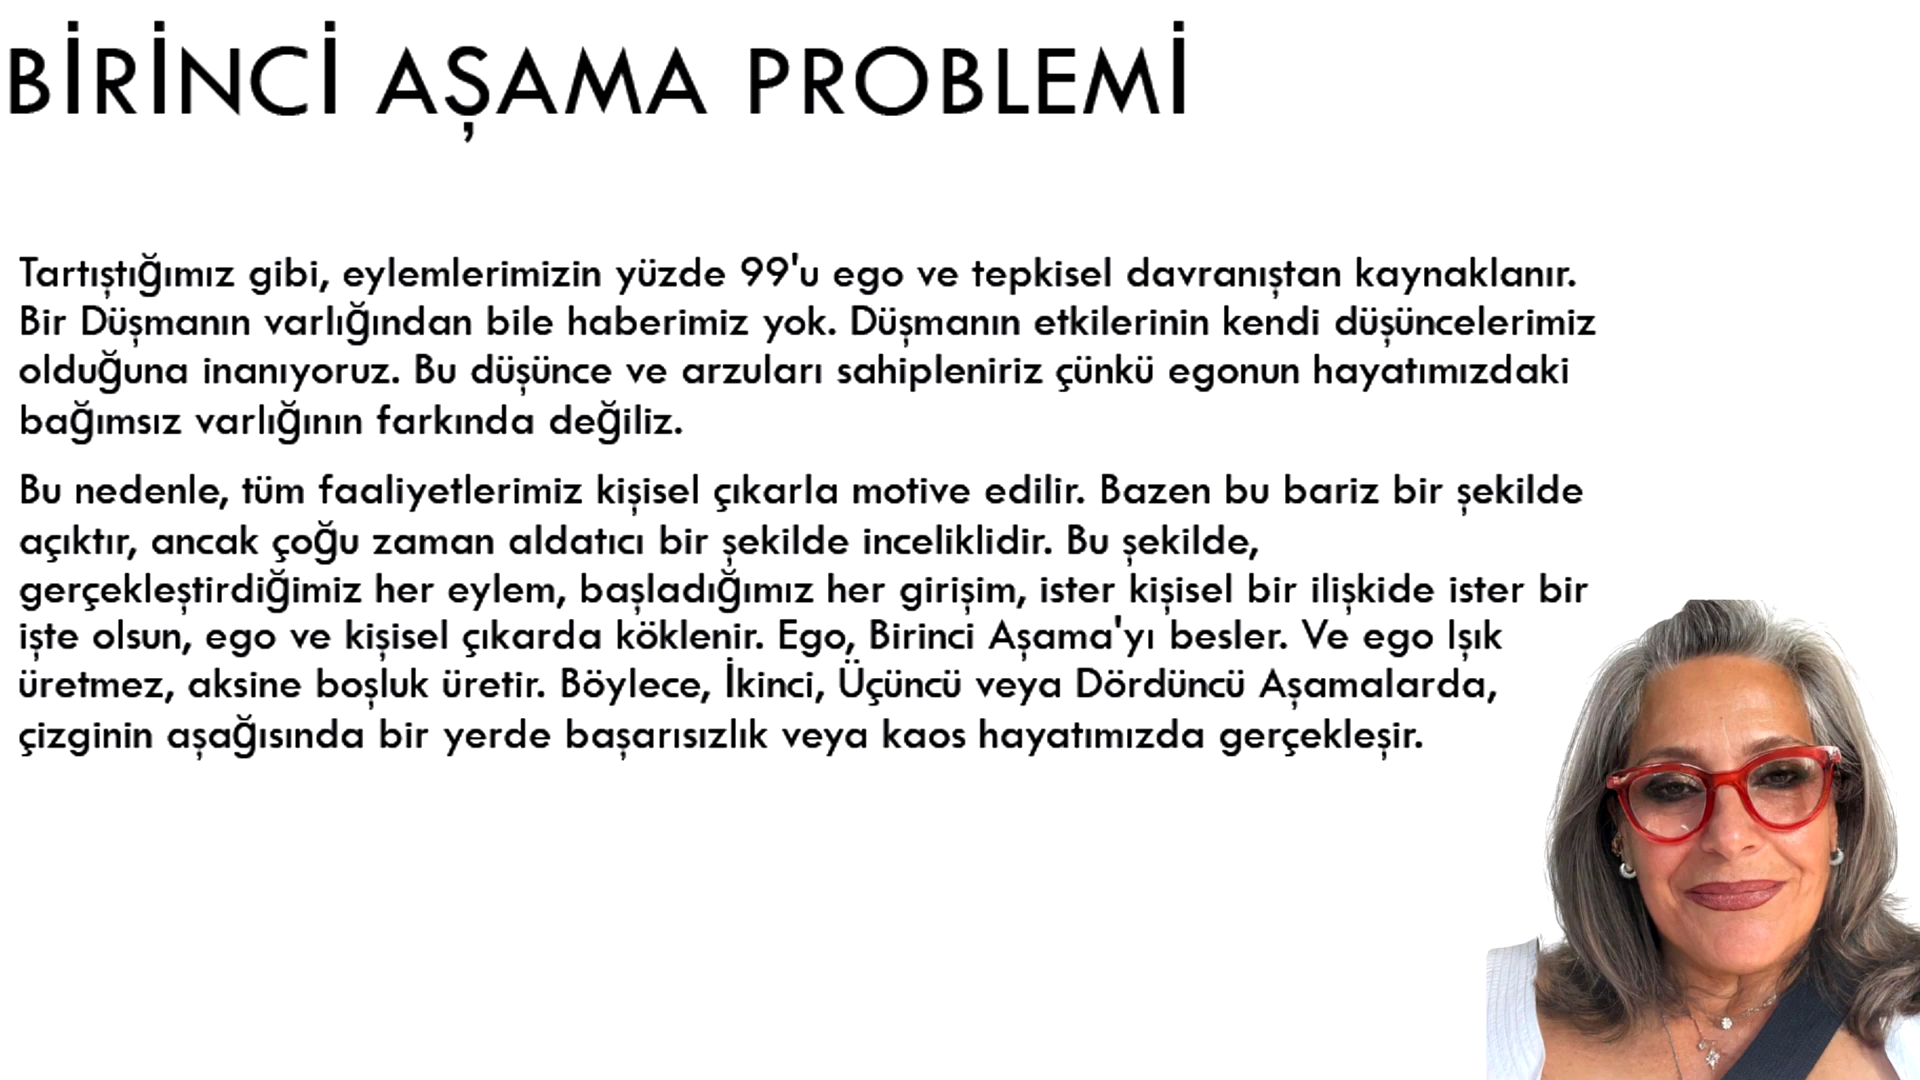 BİRİNCİ AŞAMA PROBLEMİ
Tartıştığımız gibi, eylemlerimizin yüzde 99'u ego ve tepkisel davranıştan kaynaklanır.
Bir Düşmanın varlığından bile haberimiz yok. Düşmanın etkilerinin kendi düşüncelerimiz
olduğuna inanıyoruz. Bu düşünce ve arzuları sahipleniriz çünkü egonun hayatımızdaki
bağımsız varlığının farkında değiliz.
Bu nedenle, tüm faaliyetlerimiz kişisel çıkarla motive edilir. Bazen bu bariz bir şekilde
açıktır, ancak çoğu zaman aldatıcı bir şekilde inceliklidir. Bu şekilde,
gerçekleştirdiğimiz her eylem, başladığımız her girişim, ister kişisel bir ilişkide ister bir
işte olsun, ego ve kişisel çıkarda köklenir. Ego, Birinci Aşama'yı besler. Ve ego Işık
üretmez, aksine boşluk üretir. Böylece, İkinci, Üçüncü veya Dördüncü Aşamalarda,
çizginin aşağısında bir yerde başarısızlık veya kaos hayatımızda gerçekleşir.